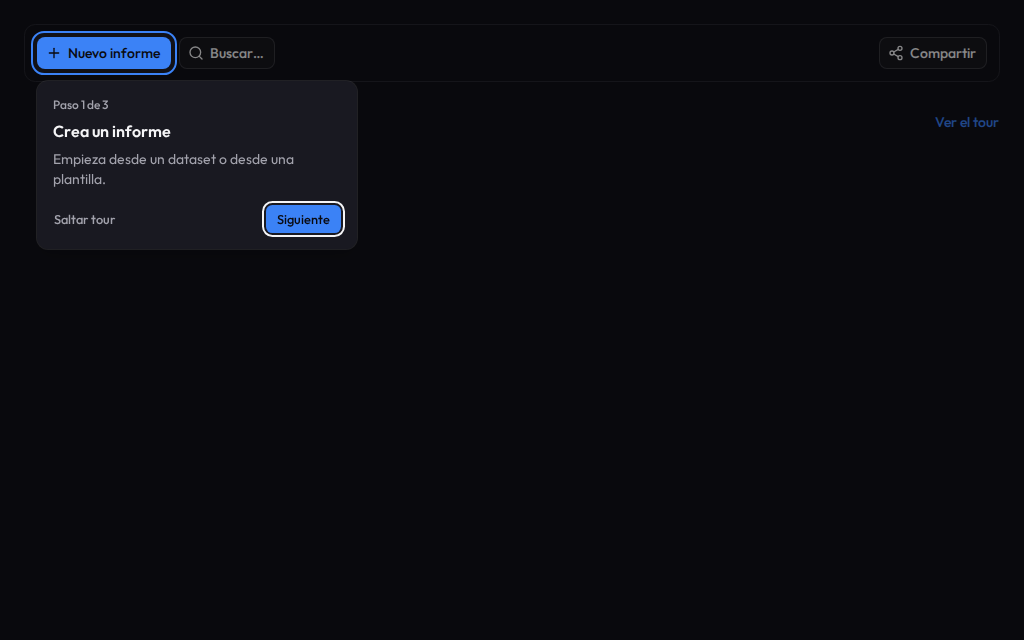 Nuevo informe
Buscar...
Compartir
Ver el tour
Paso 1 de 3
Crea un informe
Empieza desde un dataset o desde una
plantilla.
Saltar tour
Siguiente